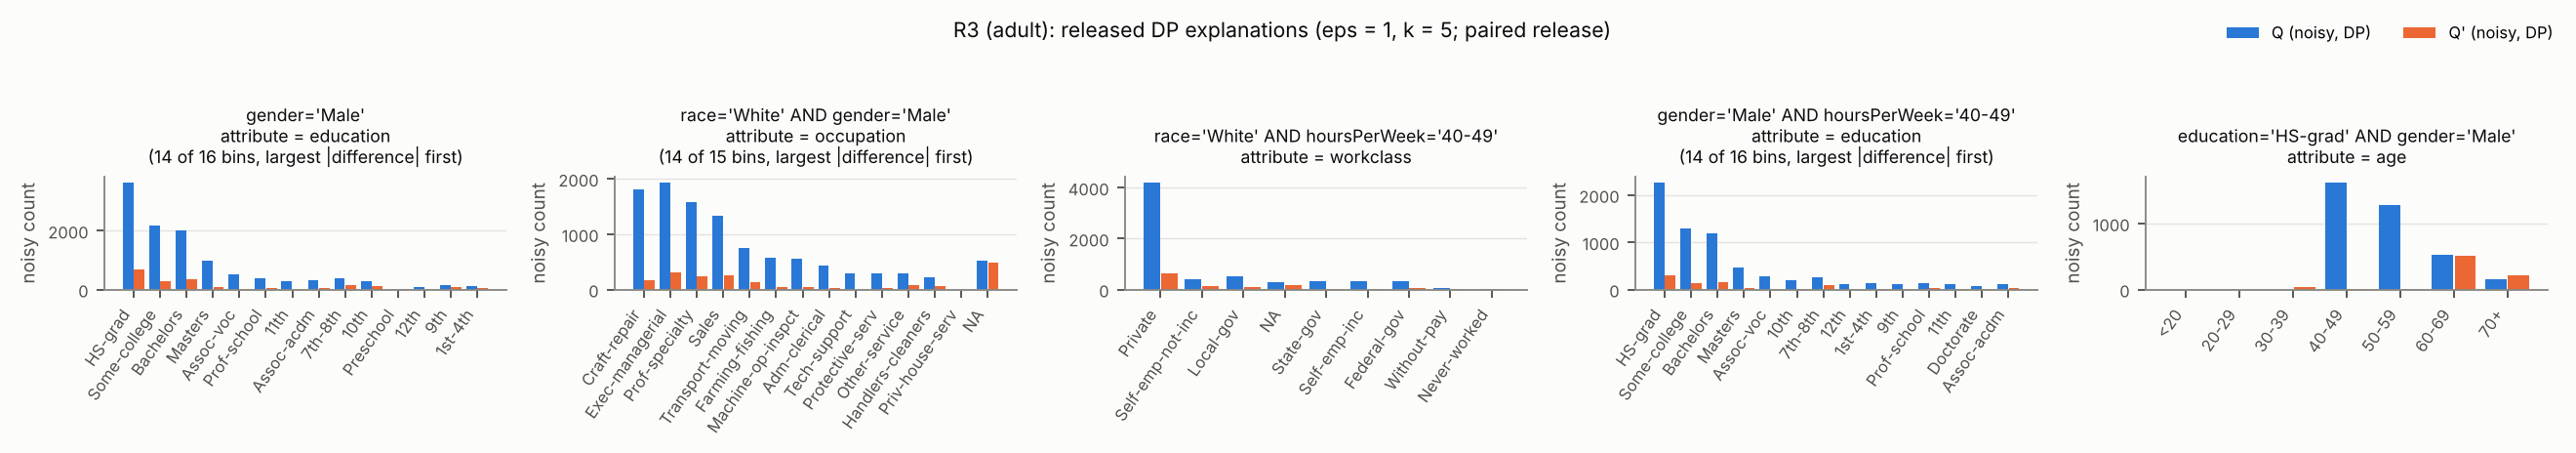 R3 (adult): released DP explanations (eps = 1, k = 5; paired release)
Q (noisy, DP)
Q' (noisy, DP)
gender='Male'
attribute = education
(14 of 16 bins, largest |difference| first)
noisy count
2000
0
HS-grad
Some-college
Bachelors
Masters
Assoc-voc
Prof-school
11th
Assoc-acdm
7th-8th
10th
Preschool
12th
9th
1st-4th
race='White' AND gender='Male'
attribute = occupation
(14 of 15 bins, largest |difference| first)
noisy count
2000
1000
0
Craft-repair
Exec-managerial
Prof-specialty
Sales
Transport-moving
Farming-fishing
Machine-op-inspct
Adm-clerical
Tech-support
Protective-serv
Other-service
Handlers-cleaners
Priv-house-serv
NA
race='White' AND hoursPerWeek='40-49'
attribute = workclass
noisy count
4000
2000
0
Private
Self-emp-not-inc
Local-gov
NA
State-gov
Self-emp-inc
Federal-gov
Without-pay
Never-worked
gender='Male' AND hoursPerWeek='40-49'
attribute = education
(14 of 16 bins, largest |difference| first)
noisy count
2000
1000
0
HS-grad
Some-college
Bachelors
Masters
Assoc-voc
10th
7th-8th
12th
1st-4th
9th
Prof-school
11th
Doctorate
Assoc-acdm
education='HS-grad' AND gender='Male'
attribute = age
noisy count
1000
0
<20
20-29
30-39
40-49
50-59
60-69
70+